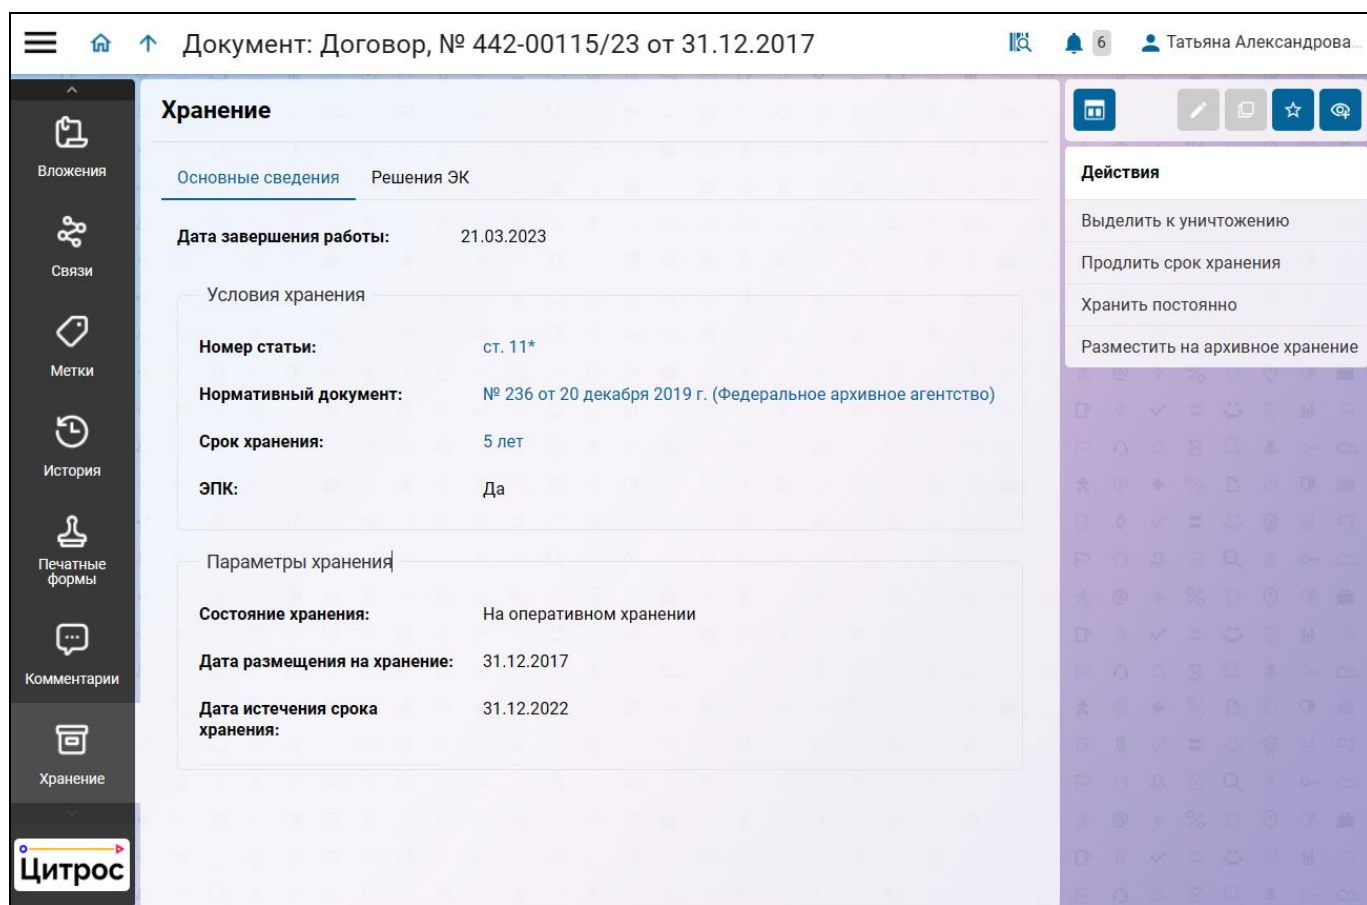 Документ: Договор, № 442-00115/23 от 31.12.2017
6
Татьяна Александрова...
Вложения
Связи
Метки
История
Печатные
формы
Комментарии
Хранение
Цитрос
Хранение
Основные сведения Решения ЭК
Дата завершения работы: 21.03.2023
Условия хранения
Номер статьи: ст. 11*
Нормативный документ: № 236 от 20 декабря 2019 г. (Федеральное архивное агентство)
Срок хранения: 5 лет
ЭПК: Да
Параметры хранения
Состояние хранения: На оперативном хранении
Дата размещения на хранение: 31.12.2017
Дата истечения срока 31.12.2022
хранения:
Действия
Выделить к уничтожению
Продлить срок хранения
Хранить постоянно
Разместить на архивное хранение